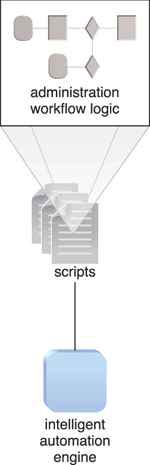 administration
workflow logic
scripts
intelligent
automation
engine